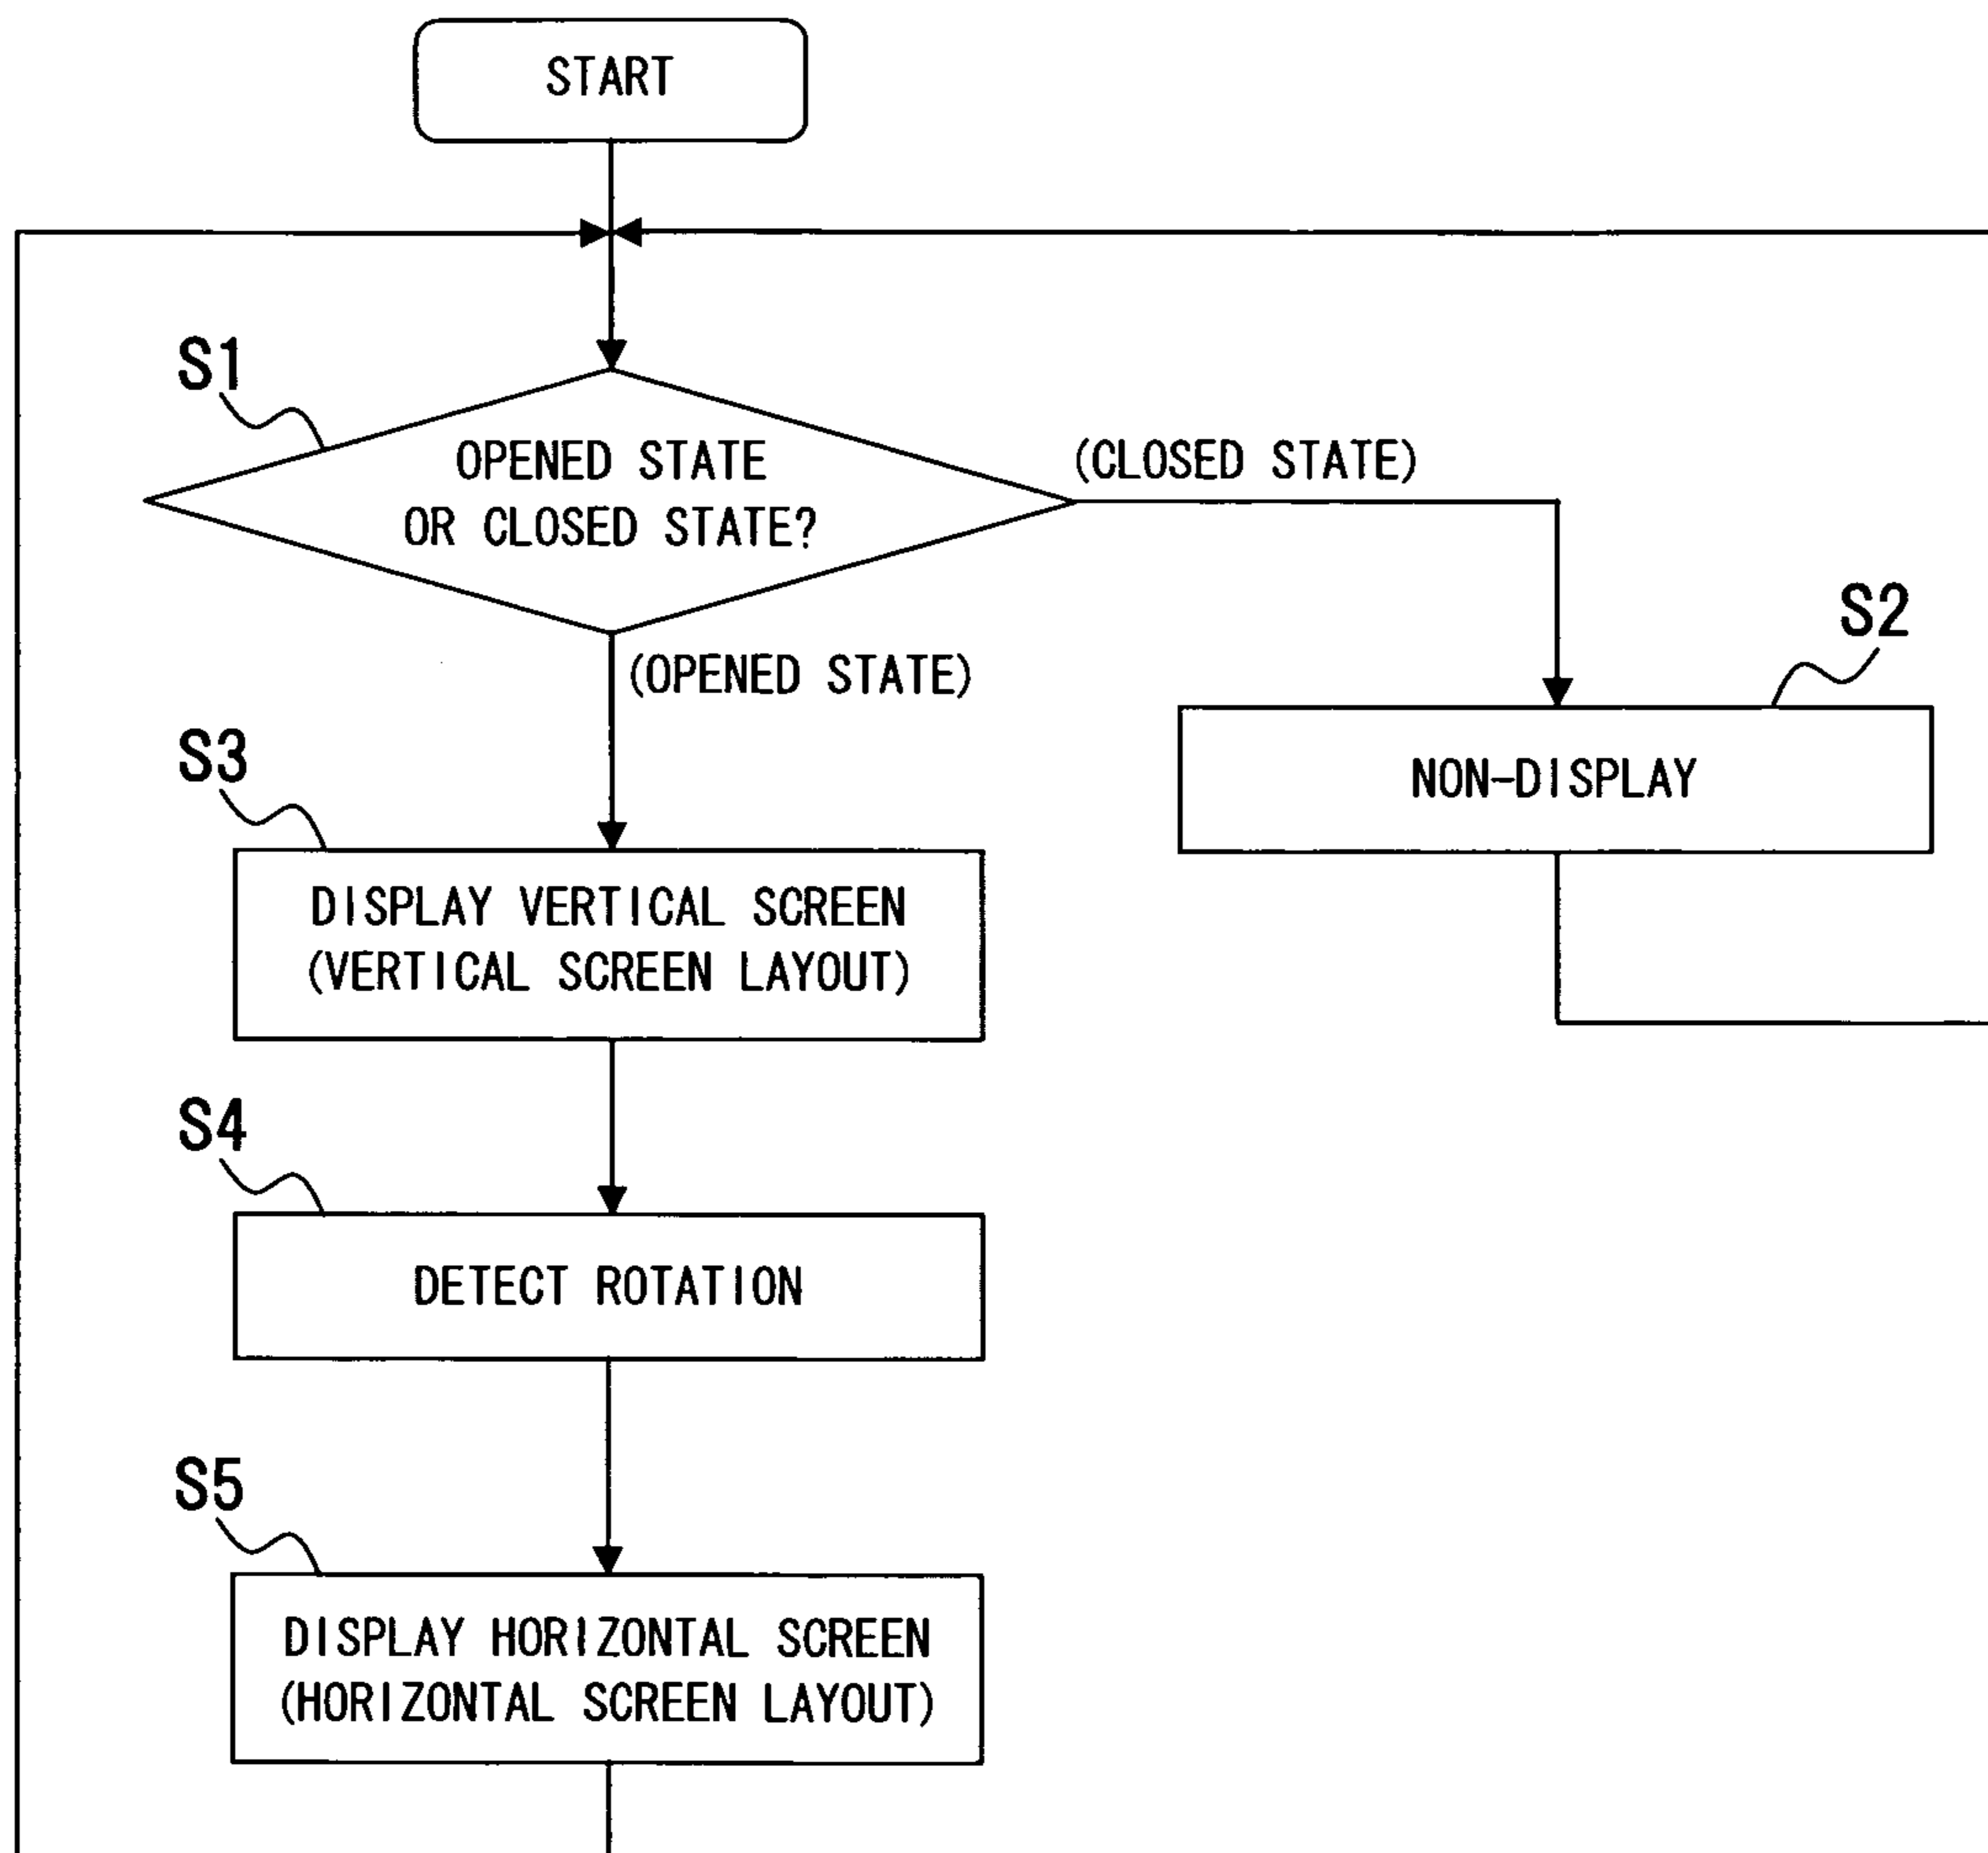 START
S1
OPENED STATE
OR CLOSED STATE?
(CLOSED STATE)
S2
(OPENED STATE)
NON-DISPLAY
S3
DISPLAY VERTICAL SCREEN
(VERTICAL SCREEN LAYOUT)
S4
DETECT ROTATION
S5
DISPLAY HORIZONTAL SCREEN
(HORIZONTAL SCREEN LAYOUT)